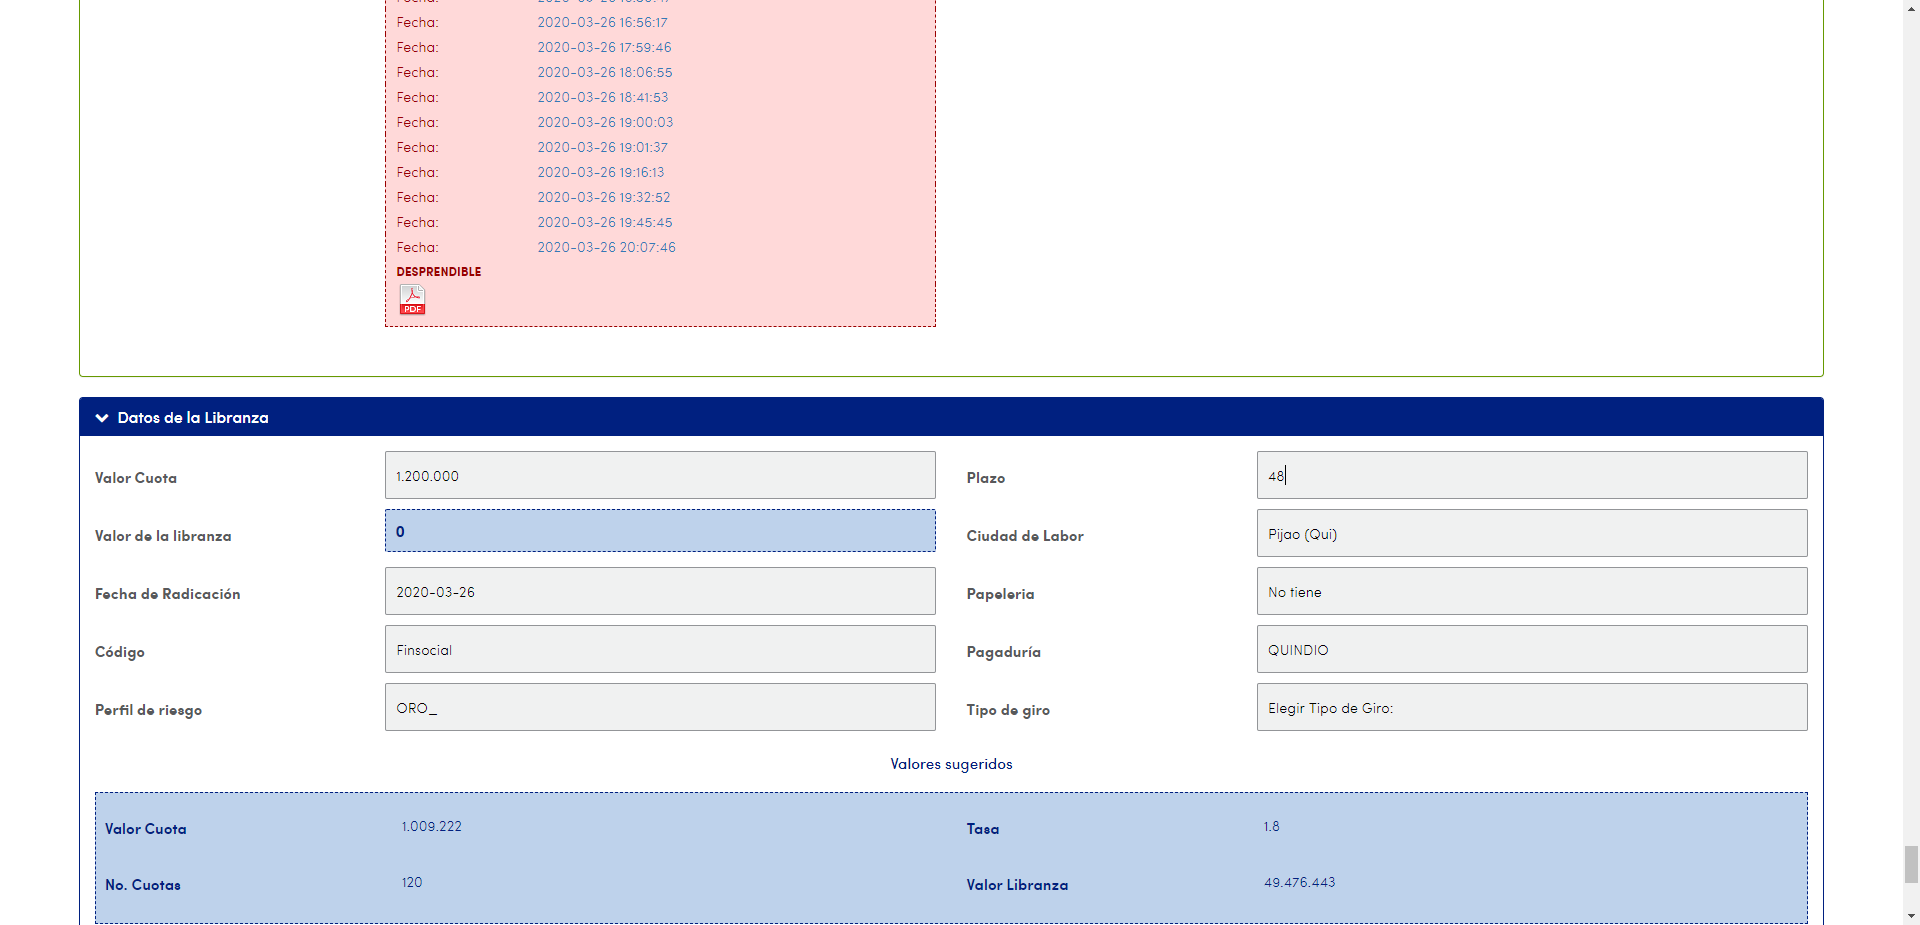 Fecha: 2020-03-26 16:56:17
Fecha: 2020-03-26 17:59:46
Fecha: 2020-03-26 18:06:55
Fecha: 2020-03-26 18:41:53
Fecha: 2020-03-26 19:00:03
Fecha: 2020-03-26 19:01:37
Fecha: 2020-03-26 19:16:13
Fecha: 2020-03-26 19:32:52
Fecha: 2020-03-26 19:45:45
Fecha: 2020-03-26 20:07:46
DESPRENDIBLE
PDF
Datos de la Libranza
Valor Cuota 1.200.000 Plazo 48
Valor de la libranza 0 Ciudad de Labor Pijao (Qui)
Fecha de Radicación 2020-03-26 Papeleria No tiene
Código Finsocial Pagaduría QUINDIO
Perfil de riesgo ORO_ Tipo de giro Elegir Tipo de Giro:
Valores sugeridos
Valor Cuota 1.009.222 Tasa 1.8
No. Cuotas 120 Valor Libranza 49.476.443